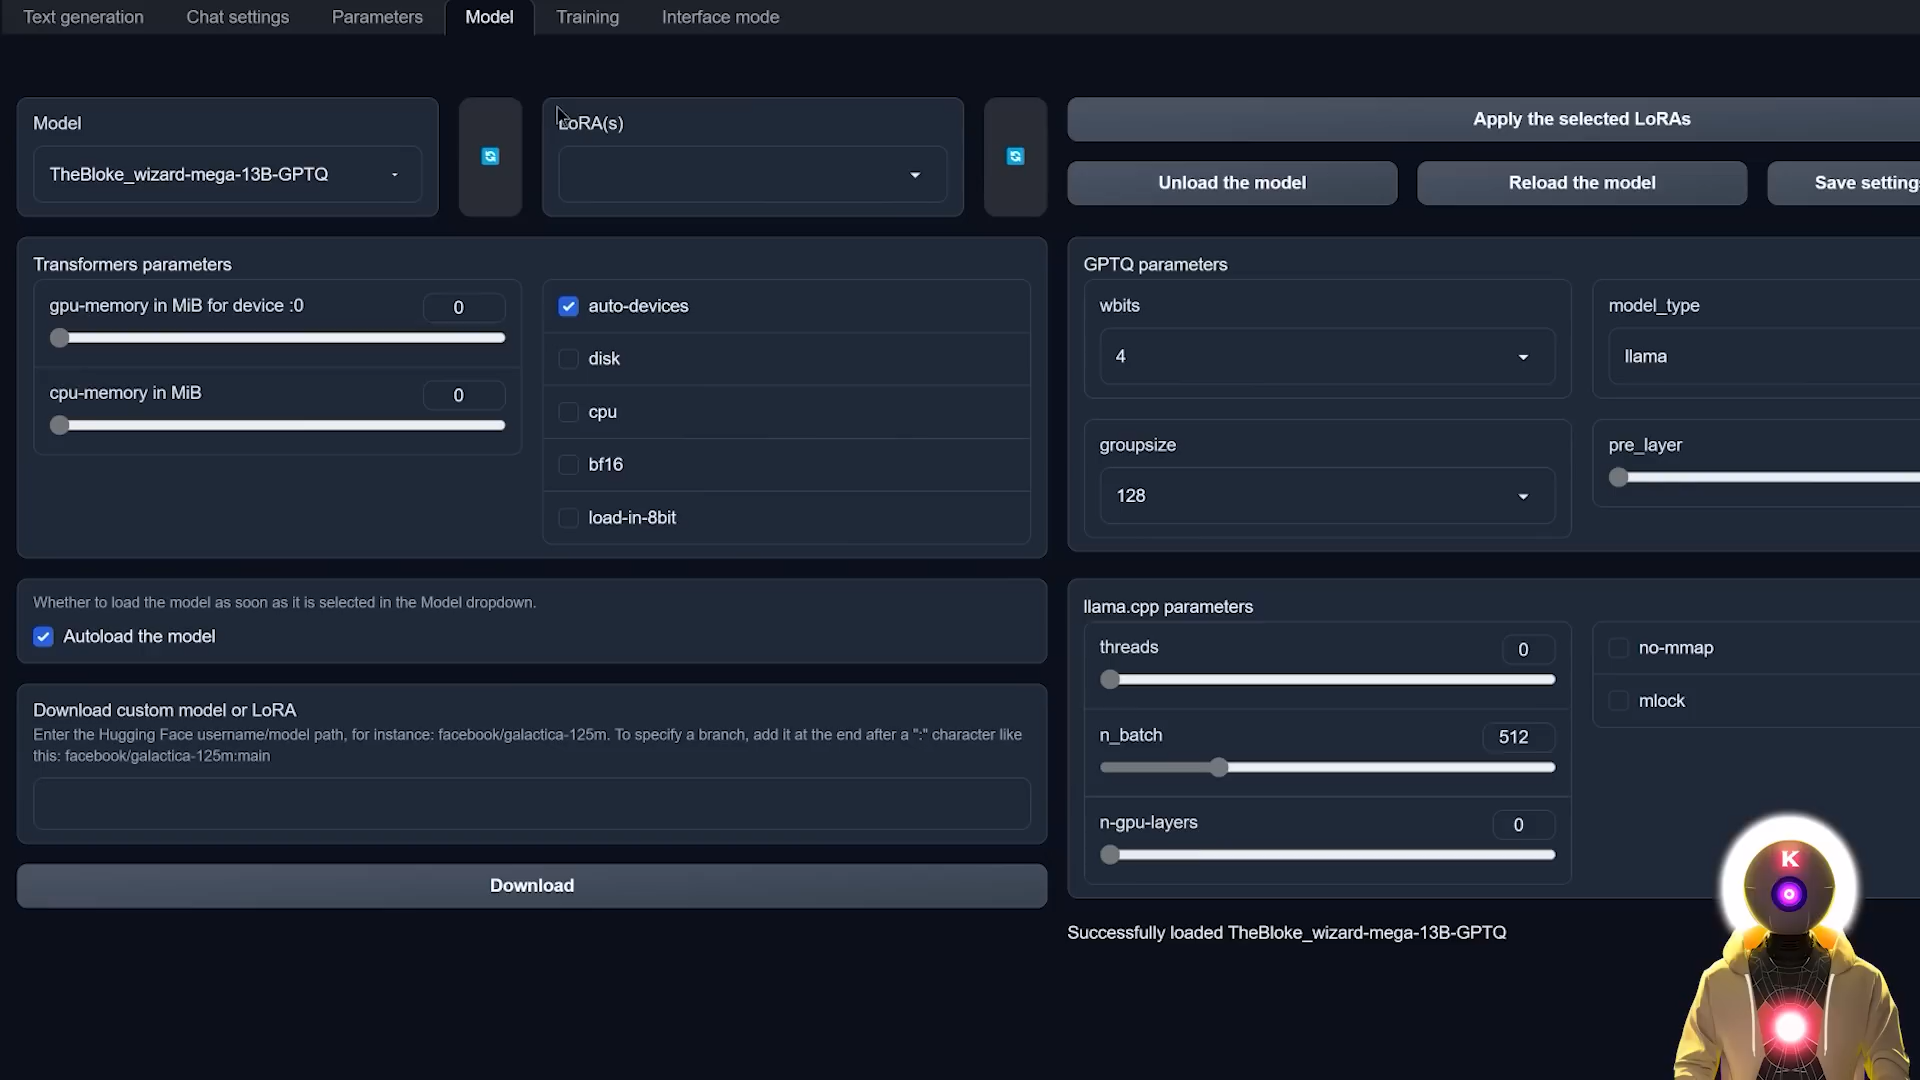 Text generation
Chat settings
Parameters
Model
Training
Interface mode
Model
TheBloke_wizard-mega-13B-GPTQ
LoRA(s)
Apply the selected LoRAs
Unload the model
Reload the model
Save setting
Transformers parameters
gpu-memory in MiB for device :0
0
cpu-memory in MiB
0
auto-devices
disk
cpu
bf16
load-in-8bit
GPTQ parameters
wbits
4
model_type
llama
groupsize
128
pre_layer
Whether to load the model as soon as it is selected in the Model dropdown.
Autoload the model
Download custom model or LoRA
Enter the Hugging Face username/model path, for instance: facebook/galactica-125m. To specify a branch, add it at the end after a ":" character like
this: facebook/galactica-125m:main
Download
llama.cpp parameters
threads
0
n_batch
512
n-gpu-layers
0
no-mmap
mlock
Successfully loaded TheBloke_wizard-mega-13B-GPTQ
K